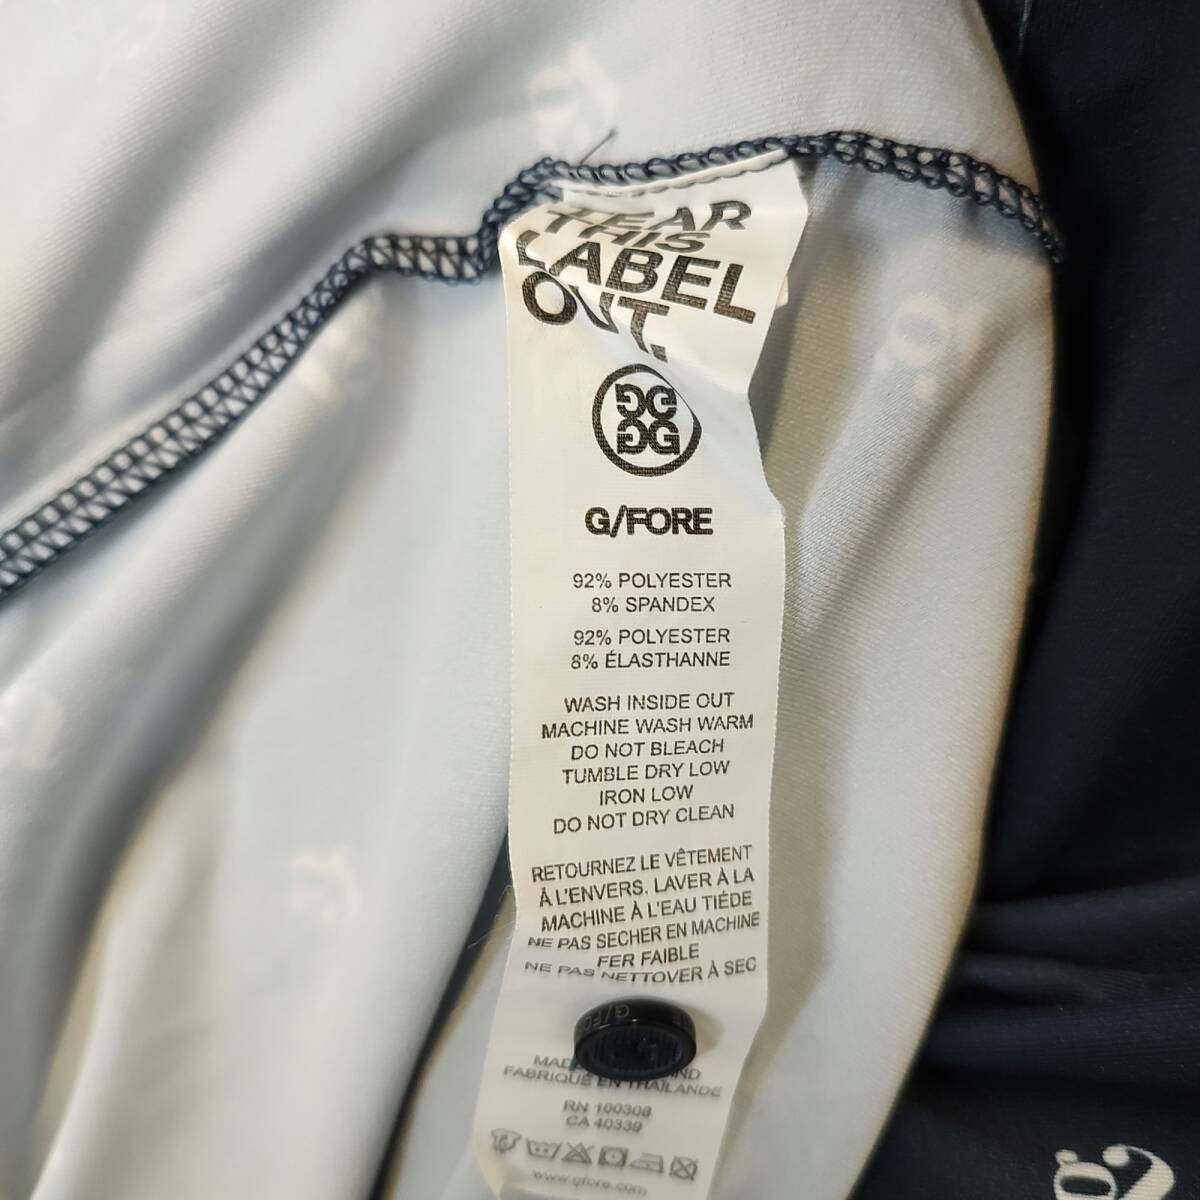 TEAR
THIS
LABEL
OUT.
GG
GG
G/FORE
92% POLYESTER
8% SPANDEX
92% POLYESTER
8% ÉLASTHANNE
WASH INSIDE OUT
MACHINE WASH WARM
DO NOT BLEACH
TUMBLE DRY LOW
IRON LOW
DO NOT DRY CLEAN
RETOURNEZ LE VÊTEMENT
À L'ENVERS. LAVER À LA
MACHINE À L'EAU TIÉDE
NE PAS SECHER EN MACHINE
FER FAIBLE
NE PAS NETTOVER À SEC
FABRIQUÉ EN THAÏLANDE
RN 100308
CA 40339
www.gfore.com
g